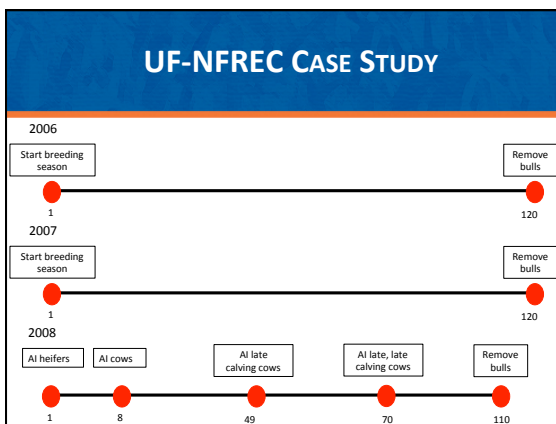 UF-NFREC CASE STUDY
2006
Start breeding
season
Remove
bulls
1
120
2007
Start breeding
season
Remove
bulls
1
120
2008
AI heifers
AI cows
AI late
calving cows
AI late, late
calving cows
Remove
bulls
1
8
49
70
110